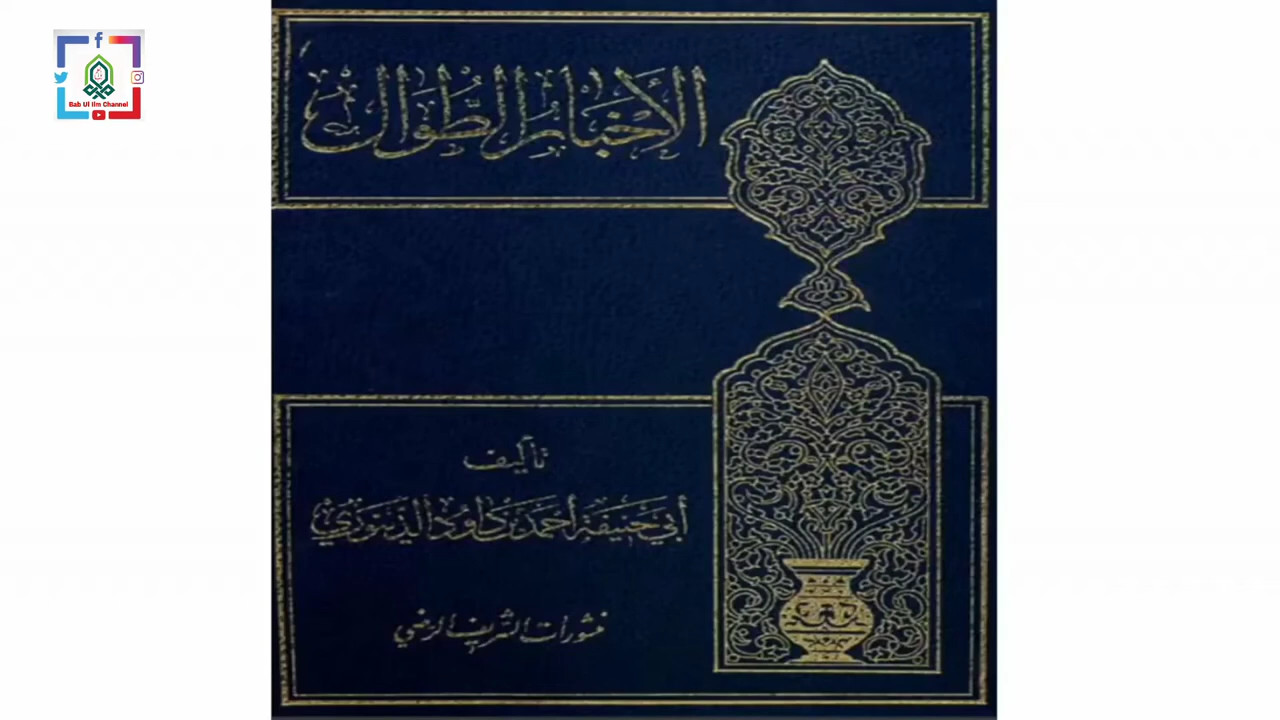 Bab Ul Ilm Channel
الأخبار الطوال
تأليف
أبي حنيفة أحمد بن داود الدينوري
منشورات الشريف الرضي